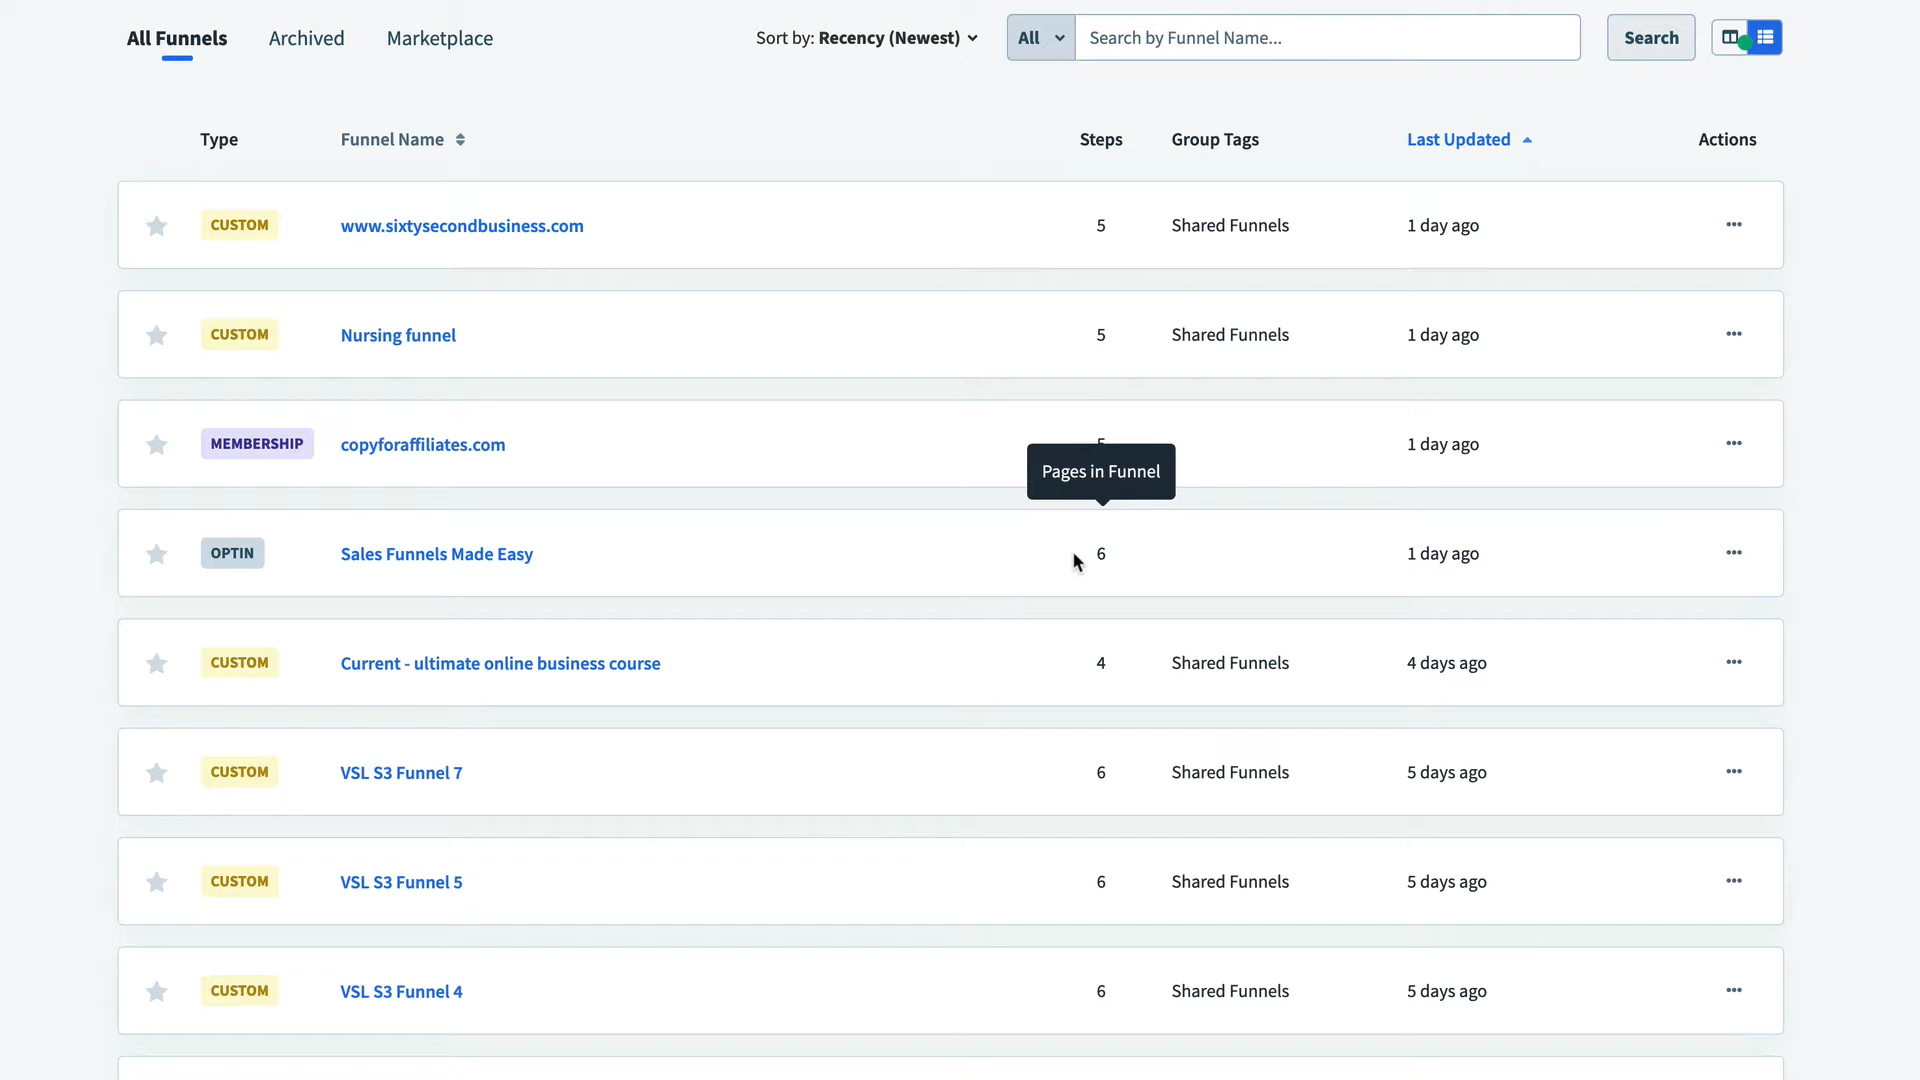 All Funnels Archived Marketplace Sort by: Recency (Newest) All Search by Funnel Name... Search
Type Funnel Name Steps Group Tags Last Updated Actions
CUSTOM www.sixtysecondbusiness.com 5 Shared Funnels 1 day ago
CUSTOM Nursing funnel 5 Shared Funnels 1 day ago
MEMBERSHIP copyforaffiliates.com 1 day ago
Pages in Funnel
OPTIN Sales Funnels Made Easy 6 1 day ago
CUSTOM Current - ultimate online business course 4 Shared Funnels 4 days ago
CUSTOM VSL S3 Funnel 7 6 Shared Funnels 5 days ago
CUSTOM VSL S3 Funnel 5 6 Shared Funnels 5 days ago
CUSTOM VSL S3 Funnel 4 6 Shared Funnels 5 days ago